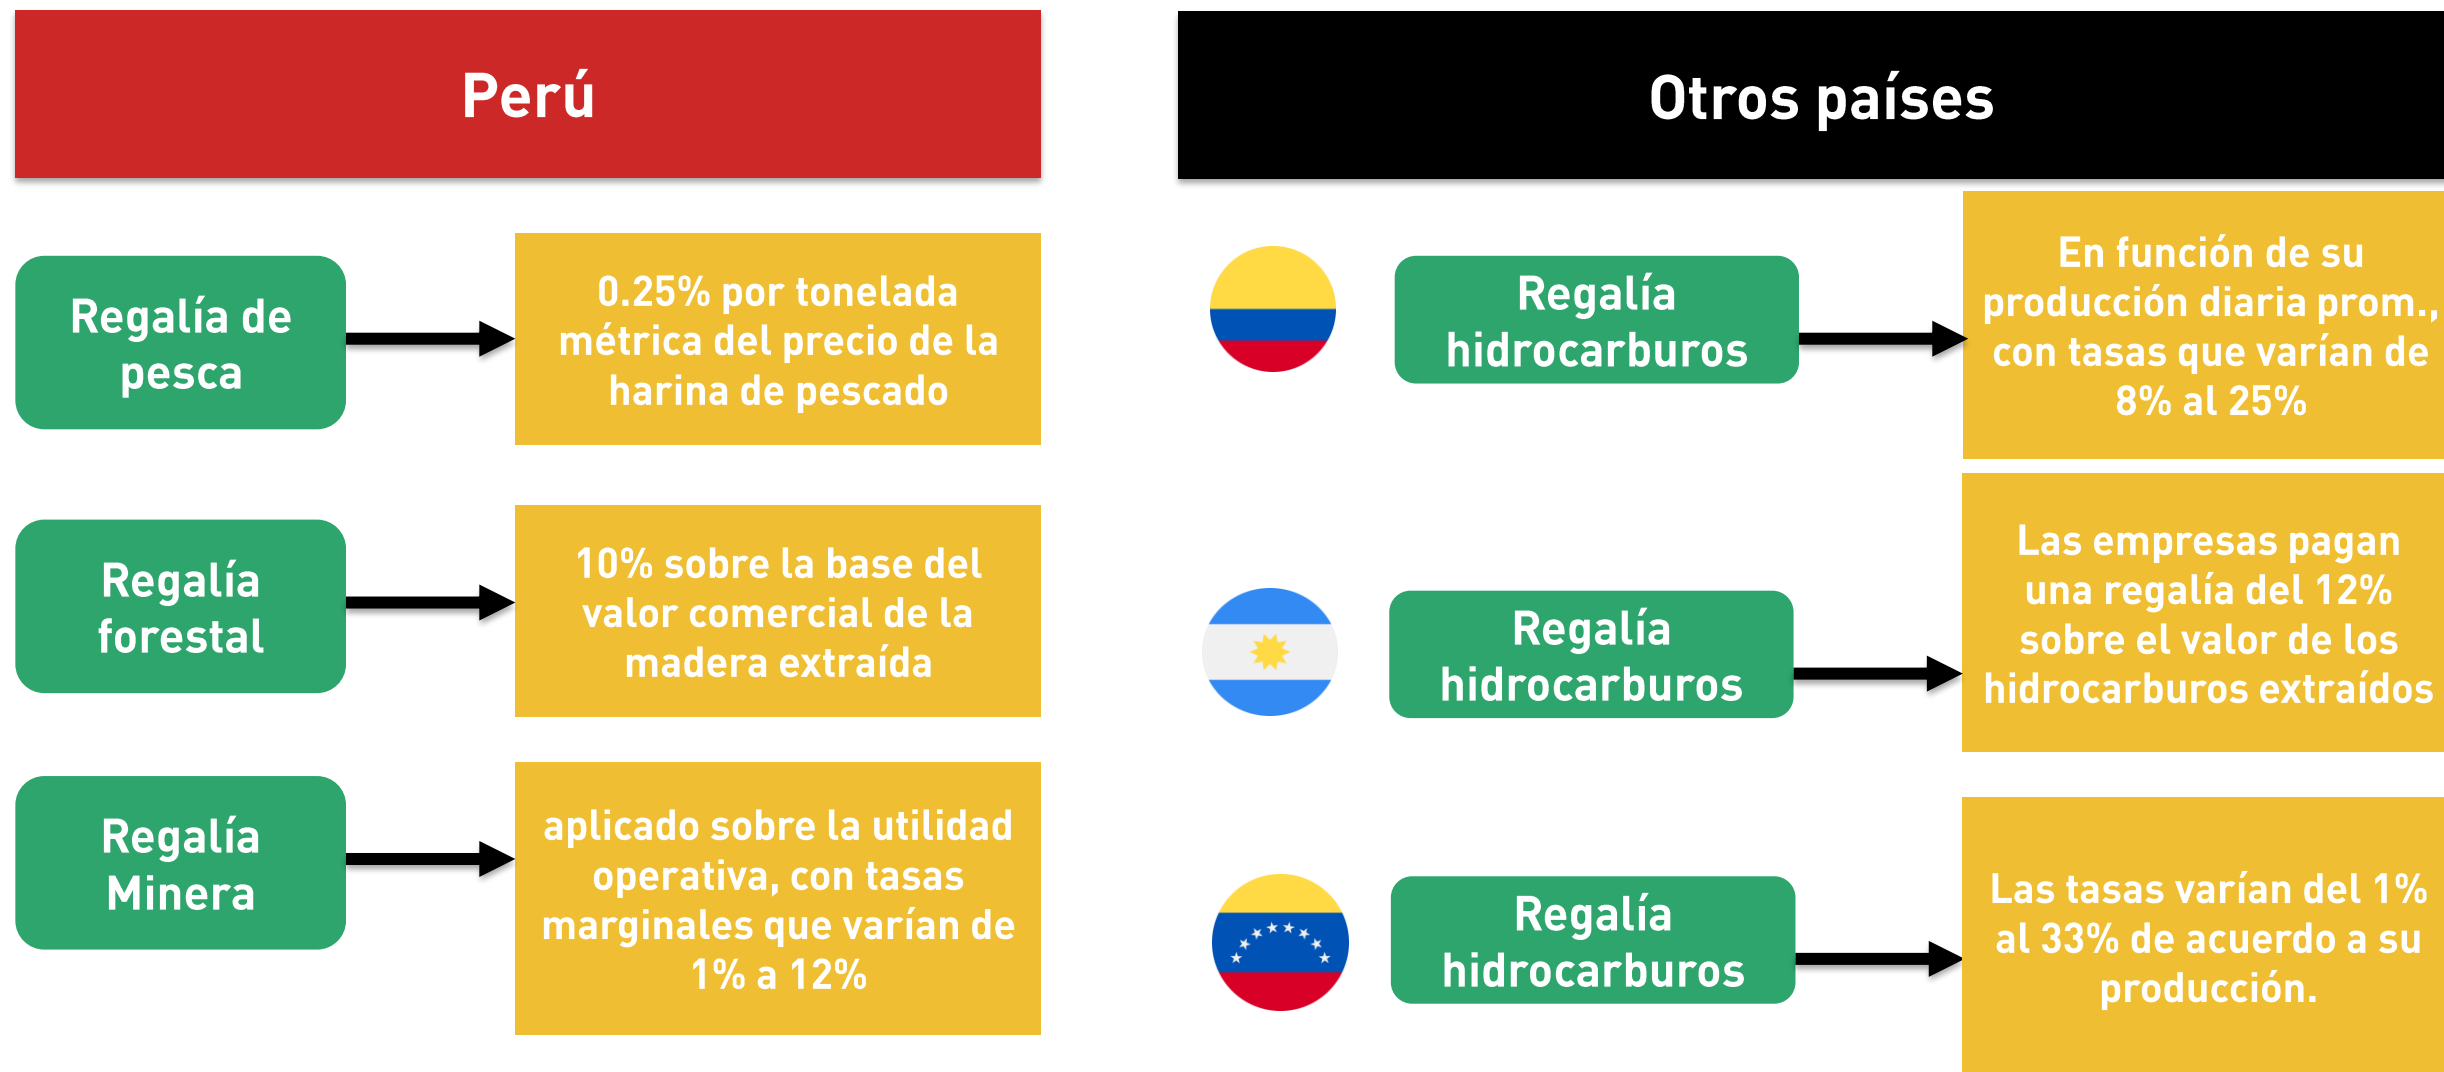 Perú
Regalía de
pesca
0.25% por tonelada
métrica del precio de la
harina de pescado
Regalía
forestal
10% sobre la base del
valor comercial de la
madera extraída
Regalía
Minera
aplicado sobre la utilidad
operativa, con tasas
marginales que varían de
1% a 12%
Otros países
Regalía
hidrocarburos
En función de su
producción diaria prom.,
con tasas que varían de
8% al 25%
Regalía
hidrocarburos
Las empresas pagan
una regalía del 12%
sobre el valor de los
hidrocarburos extraídos
Regalía
hidrocarburos
Las tasas varían del 1%
al 33% de acuerdo a su
producción.